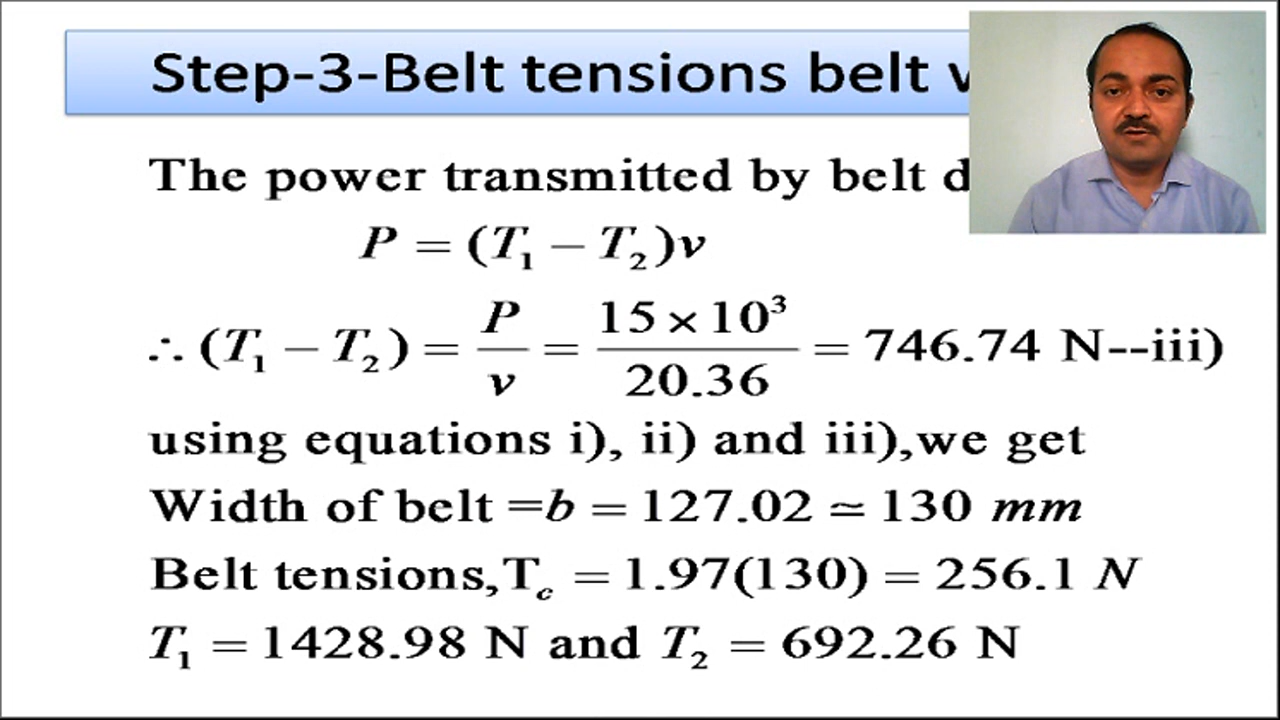 Step-3-Belt tensions belt
The power transmitted by belt
P = (T₁ − T₂)v
∴ (T₁ − T₂) = P/v = 15×10³/20.36 = 746.74 N--iii)
using equations i), ii) and iii),we get
Width of belt =b = 127.02 ≃ 130 mm
Belt tensions,T𝒸 = 1.97(130) = 256.1 N
T₁ = 1428.98 N and T₂ = 692.26 N